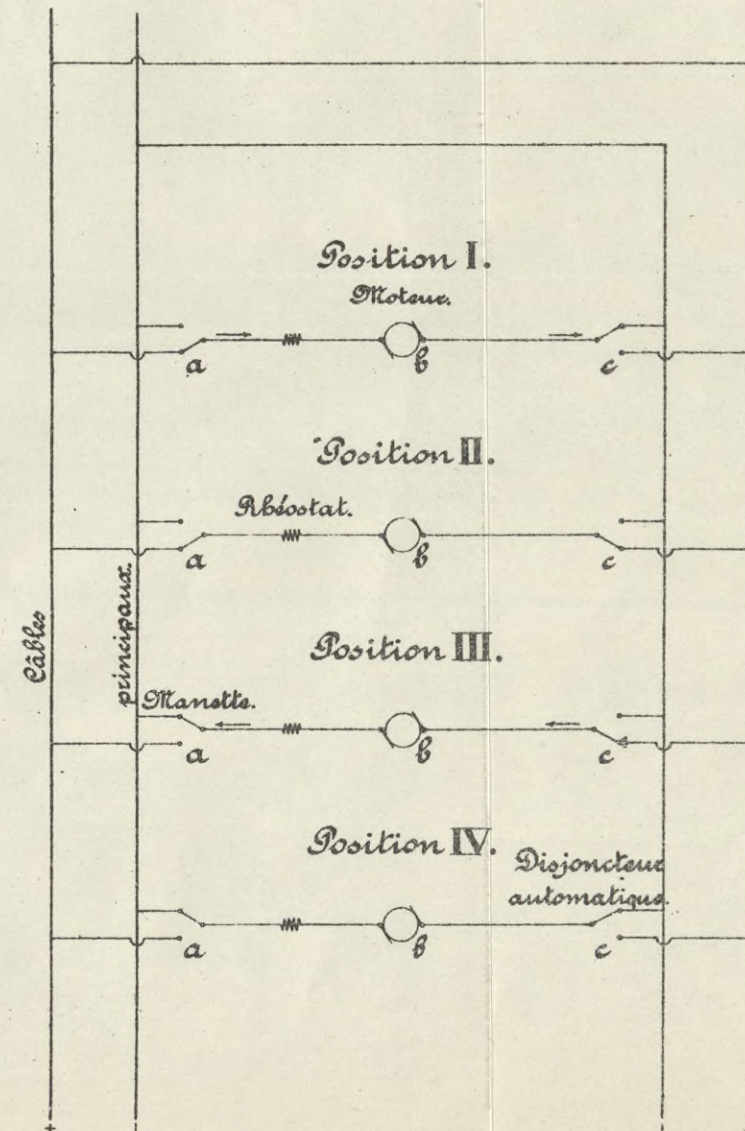 Position I.
Moteur.
a
b
c
Position II.
Rhéostat.
a
b
c
Câbles
principaux.
Position III.
Manette.
a
b
c
Position IV.
Disjoncteur
automatique.
a
b
c
+